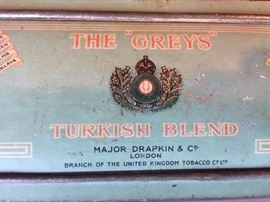 THE "GREYS"
TURKISH BLEND
MAJOR DRAPKIN & Co
LONDON
BRANCH OF THE UNITED KINGDOM TOBACCO Co LTD